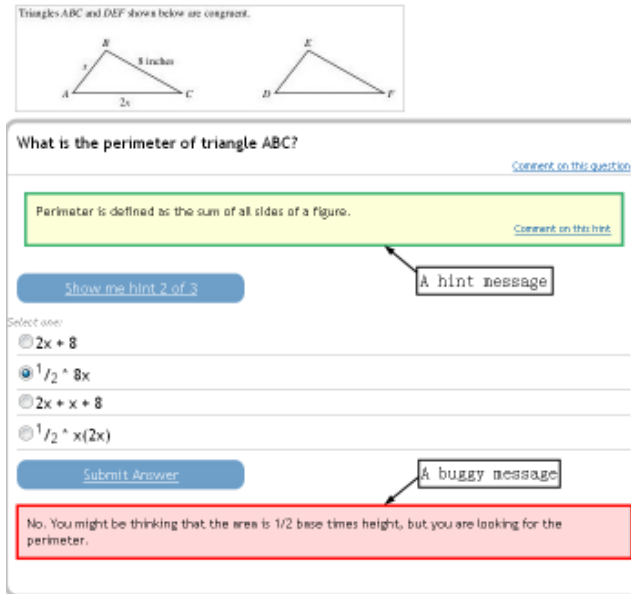 Triangles ABC and DEF shown below are congruent.
B
E
x
8 inches
A
C
D
F
2x
What is the perimeter of triangle ABC?
Comment on this question
Perimeter is defined as the sum of all sides of a figure.
Comment on this hint
A hint message
Show me hint 2 of 3
Select one:
2x + 8
1/2 * 8x
2x + x + 8
1/2 * x(2x)
Submit Answer
A buggy message
No. You might be thinking that the area is 1/2 base times height, but you are looking for the
perimeter.